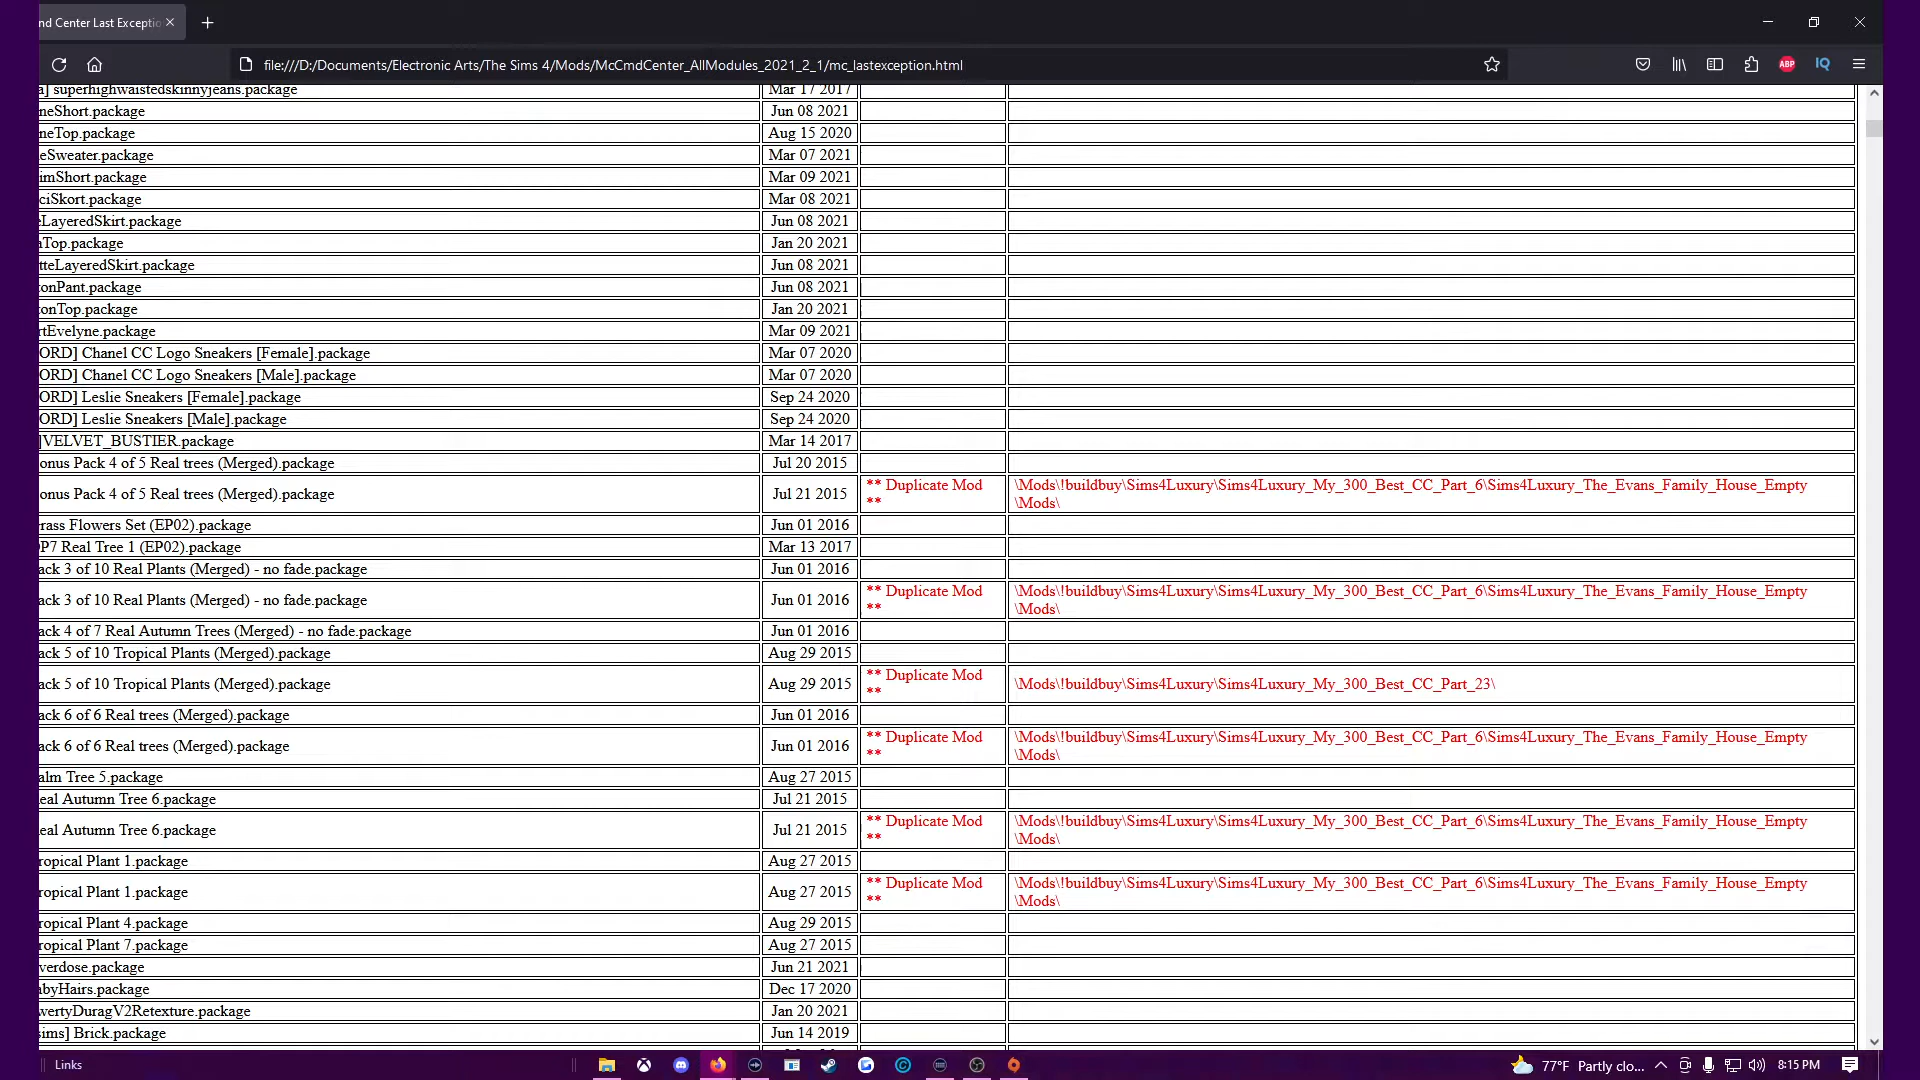 nd Center Last Exceptio
file:///D:/Documents/Electronic Arts/The Sims 4/Mods/McCmdCenter_AllModules_2021_2_1/mc_lastexception.html
ABP
IQ
a] superhighwaistedskinnyjeans.package Mar 17 2017
neShort.package Jun 08 2021
neTop.package Aug 15 2020
eSweater.package Mar 07 2021
imShort.package Mar 09 2021
ciSkort.package Mar 08 2021
eLayeredSkirt.package Jun 08 2021
aTop.package Jan 20 2021
tteLayeredSkirt.package Jun 08 2021
tonPant.package Jun 08 2021
tonTop.package Jan 20 2021
rtEvelyne.package Mar 09 2021
ORD] Chanel CC Logo Sneakers [Female].package Mar 07 2020
ORD] Chanel CC Logo Sneakers [Male].package Mar 07 2020
ORD] Leslie Sneakers [Female].package Sep 24 2020
ORD] Leslie Sneakers [Male].package Sep 24 2020
]VELVET_BUSTIER.package Mar 14 2017
onus Pack 4 of 5 Real trees (Merged).package Jul 20 2015
onus Pack 4 of 5 Real trees (Merged).package Jul 21 2015 ** Duplicate Mod ** \Mods\!buildbuy\Sims4Luxury\Sims4Luxury_My_300_Best_CC_Part_6\Sims4Luxury_The_Evans_Family_House_Empty
\Mods\
rass Flowers Set (EP02).package Jun 01 2016
P7 Real Tree 1 (EP02).package Mar 13 2017
ack 3 of 10 Real Plants (Merged) - no fade.package Jun 01 2016
ack 3 of 10 Real Plants (Merged) - no fade.package Jun 01 2016 ** Duplicate Mod ** \Mods\!buildbuy\Sims4Luxury\Sims4Luxury_My_300_Best_CC_Part_6\Sims4Luxury_The_Evans_Family_House_Empty
\Mods\
ack 4 of 7 Real Autumn Trees (Merged) - no fade.package Jun 01 2016
ack 5 of 10 Tropical Plants (Merged).package Aug 29 2015
ack 5 of 10 Tropical Plants (Merged).package Aug 29 2015 ** Duplicate Mod ** \Mods\!buildbuy\Sims4Luxury\Sims4Luxury_My_300_Best_CC_Part_23\
ack 6 of 6 Real trees (Merged).package Jun 01 2016
ack 6 of 6 Real trees (Merged).package Jun 01 2016 ** Duplicate Mod ** \Mods\!buildbuy\Sims4Luxury\Sims4Luxury_My_300_Best_CC_Part_6\Sims4Luxury_The_Evans_Family_House_Empty
\Mods\
alm Tree 5.package Aug 27 2015
eal Autumn Tree 6.package Jul 21 2015
eal Autumn Tree 6.package Jul 21 2015 ** Duplicate Mod ** \Mods\!buildbuy\Sims4Luxury\Sims4Luxury_My_300_Best_CC_Part_6\Sims4Luxury_The_Evans_Family_House_Empty
\Mods\
ropical Plant 1.package Aug 27 2015
ropical Plant 1.package Aug 27 2015 ** Duplicate Mod ** \Mods\!buildbuy\Sims4Luxury\Sims4Luxury_My_300_Best_CC_Part_6\Sims4Luxury_The_Evans_Family_House_Empty
\Mods\
ropical Plant 4.package Aug 29 2015
ropical Plant 7.package Aug 27 2015
verdose.package Jun 21 2021
abyHairs.package Dec 17 2020
wertyDuragV2Retexture.package Jan 20 2021
sims] Brick.package Jun 14 2019
Links
77°F Partly clo...
8:15 PM